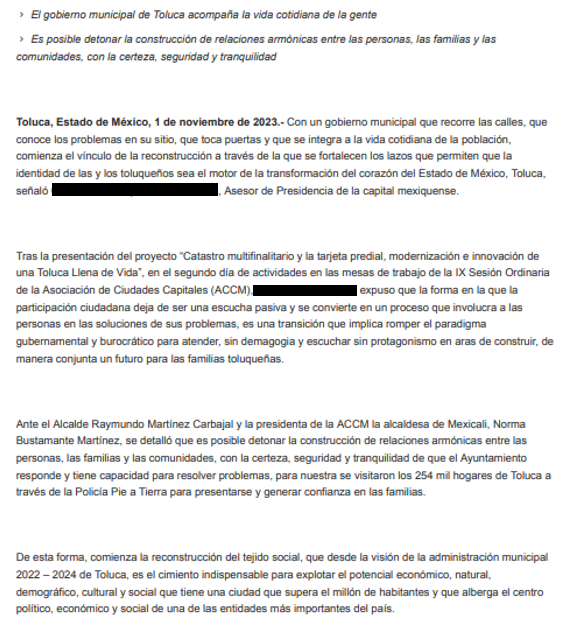 › El gobierno municipal de Toluca acompaña la vida cotidiana de la gente
› Es posible detonar la construcción de relaciones armónicas entre las personas, las familias y las
comunidades, con la certeza, seguridad y tranquilidad
Toluca, Estado de México, 1 de noviembre de 2023.- Con un gobierno municipal que recorre las calles, que
conoce los problemas en su sitio, que toca puertas y que se integra a la vida cotidiana de la población,
comienza el vínculo de la reconstrucción a través de la que se fortalecen los lazos que permiten que la
identidad de las y los toluqueños sea el motor de la transformación del corazón del Estado de México, Toluca,
señaló , Asesor de Presidencia de la capital mexiquense.
Tras la presentación del proyecto “Catastro multifinalitario y la tarjeta predial, modernización e innovación de
una Toluca Llena de Vida”, en el segundo día de actividades en las mesas de trabajo de la IX Sesión Ordinaria
de la Asociación de Ciudades Capitales (ACCM), expuso que la forma en la que la
participación ciudadana deja de ser una escucha pasiva y se convierte en un proceso que involucra a las
personas en las soluciones de sus problemas, es una transición que implica romper el paradigma
gubernamental y burocrático para atender, sin demagogia y escuchar sin protagonismo en aras de construir, de
manera conjunta un futuro para las familias toluqueñas.
Ante el Alcalde Raymundo Martínez Carbajal y la presidenta de la ACCM la alcaldesa de Mexicali, Norma
Bustamante Martínez, se detalló que es posible detonar la construcción de relaciones armónicas entre las
personas, las familias y las comunidades, con la certeza, seguridad y tranquilidad de que el Ayuntamiento
responde y tiene capacidad para resolver problemas, para nuestra se visitaron los 254 mil hogares de Toluca a
través de la Policía Pie a Tierra para presentarse y generar confianza en las familias.
De esta forma, comienza la reconstrucción del tejido social, que desde la visión de la administración municipal
2022 – 2024 de Toluca, es el cimiento indispensable para explotar el potencial económico, natural,
demográfico, cultural y social que tiene una ciudad que supera el millón de habitantes y que alberga el centro
político, económico y social de una de las entidades más importantes del país.